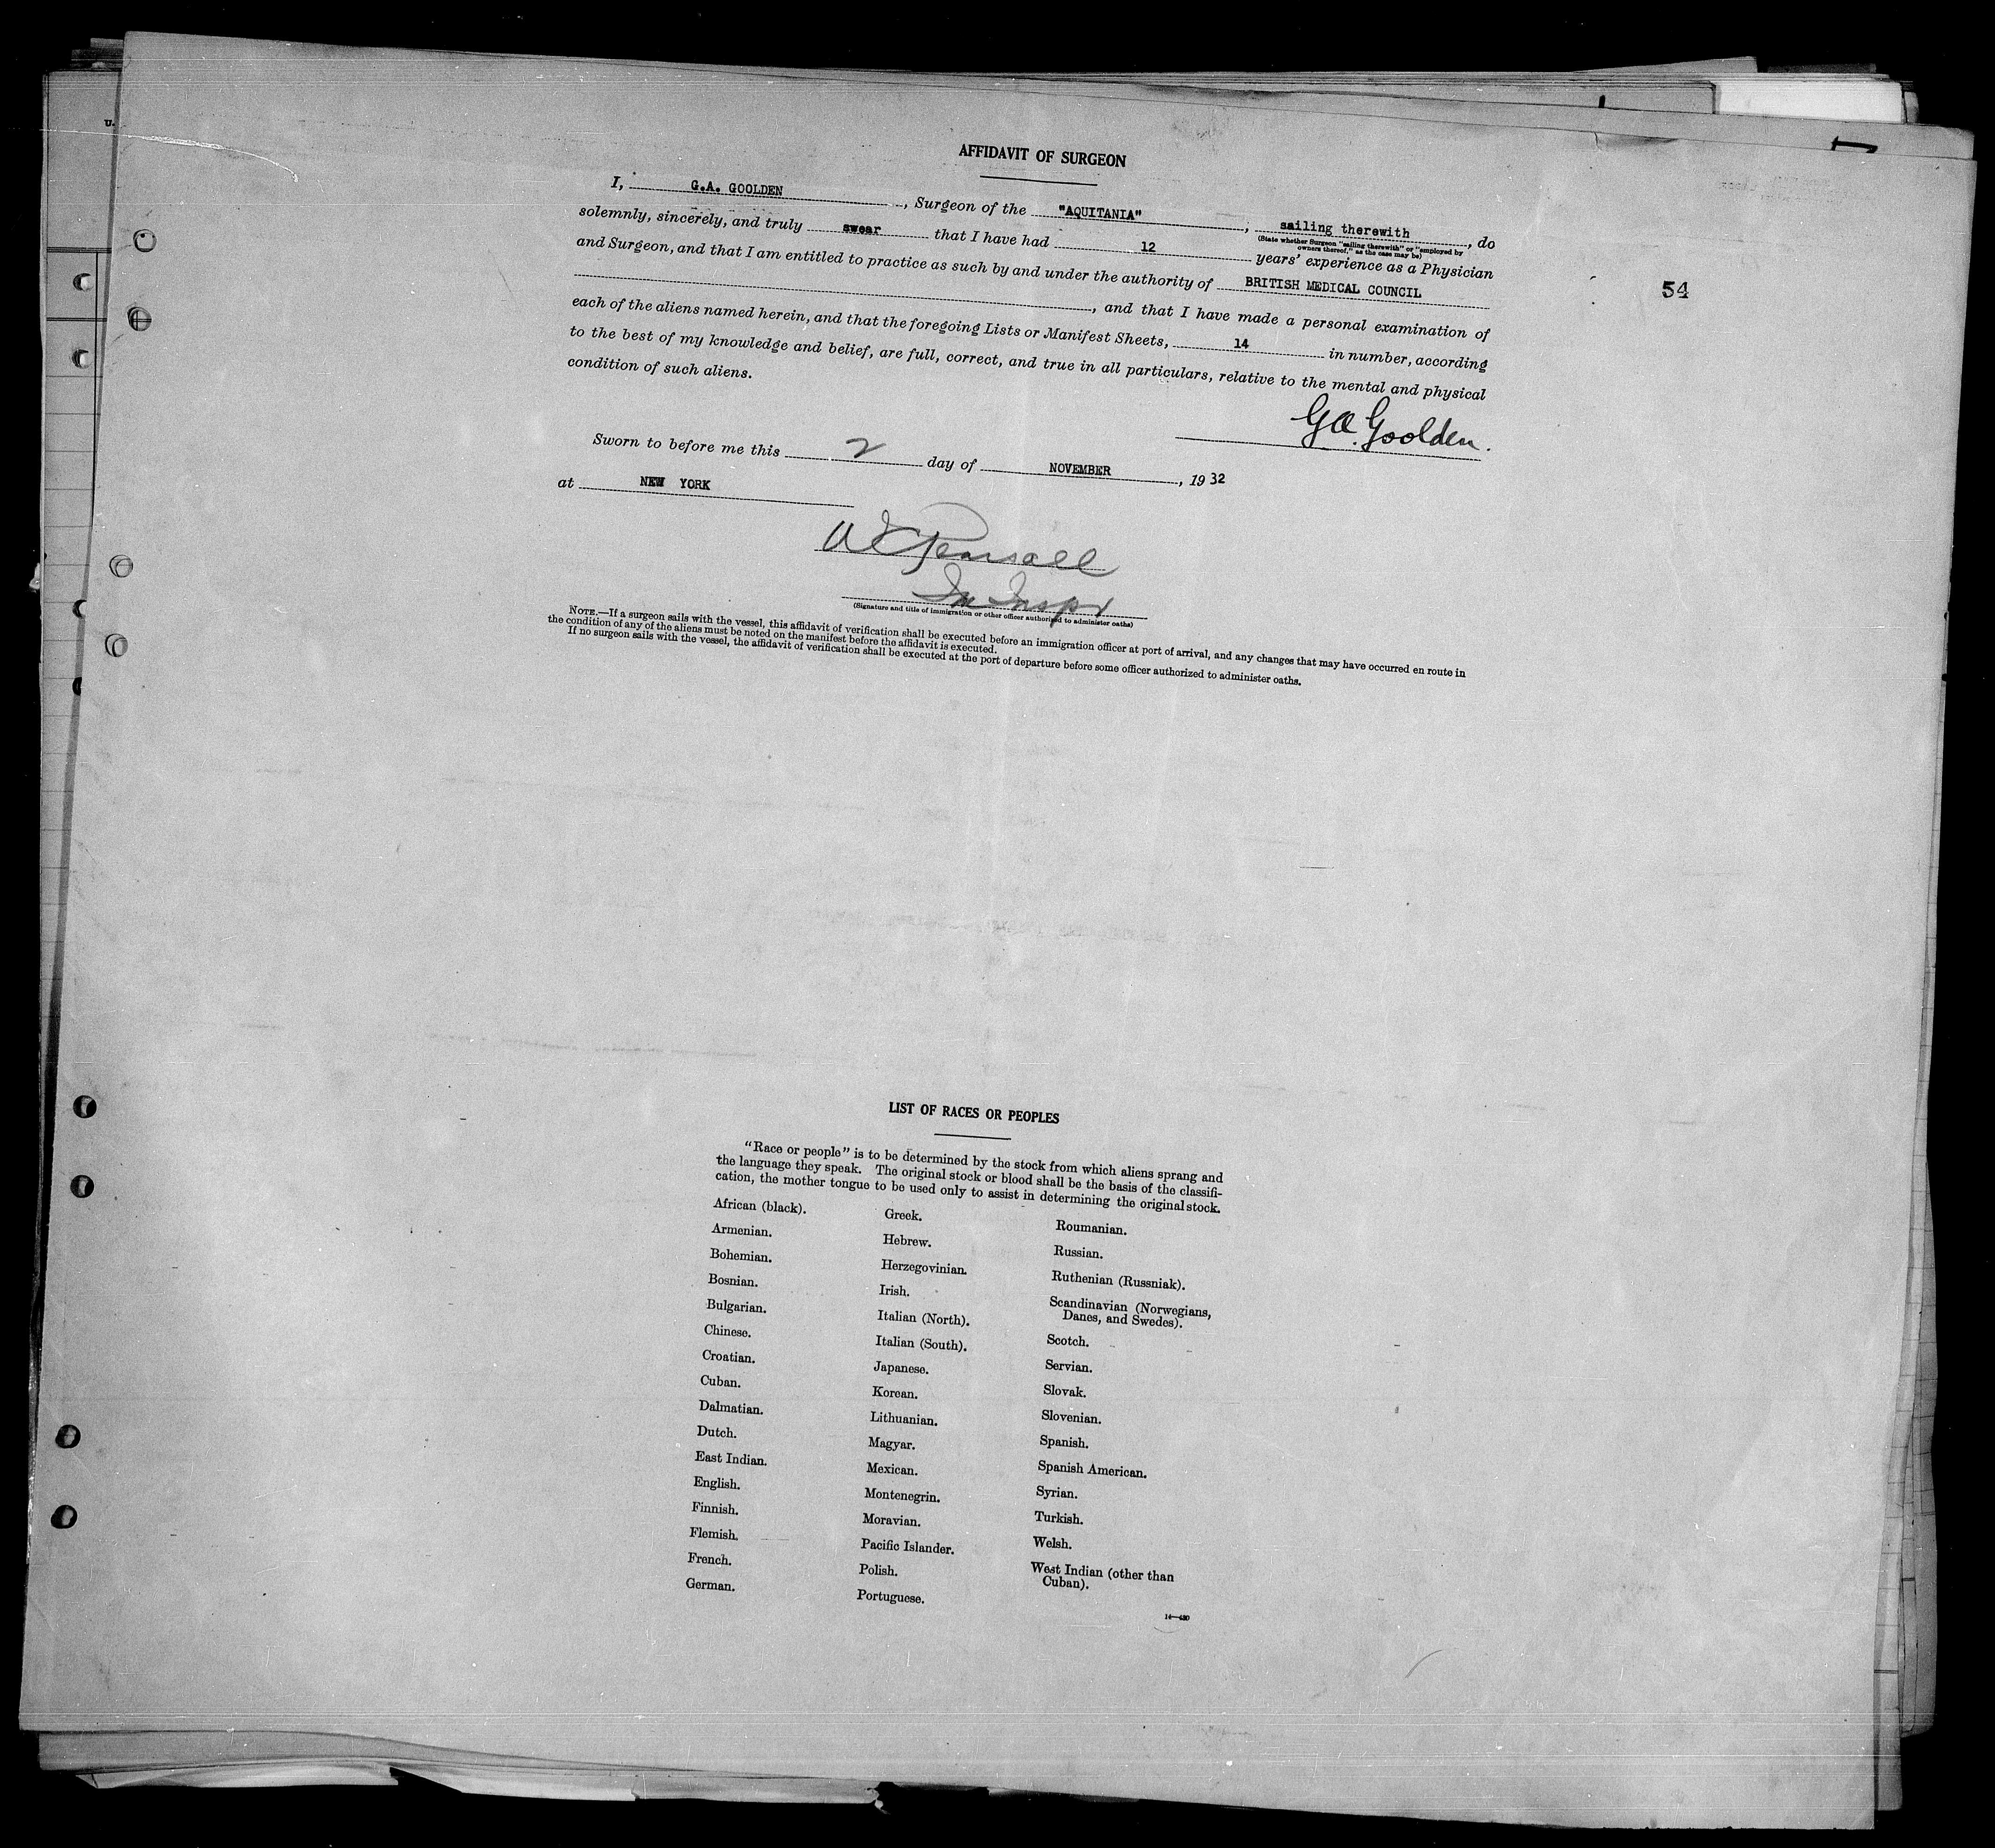 U.
AFFIDAVIT OF SURGEON
I, G.A. GOOLDEN, Surgeon of the "AQUITANIA", sailing therewith, do
(State whether Surgeon "sailing therewith" or "employed by
owners thereof," as the case may be)
solemnly, sincerely, and truly swear that I have had 12 years' experience as a Physician
and Surgeon, and that I am entitled to practice as such by and under the authority of BRITISH MEDICAL COUNCIL
54
, and that I have made a personal examination of
each of the aliens named herein, and that the foregoing Lists or Manifest Sheets, 14 in number, according
to the best of my knowledge and belief, are full, correct, and true in all particulars, relative to the mental and physical
condition of such aliens.
G.A. Goolden.
Sworn to before me this 2 day of NOVEMBER, 1932
at NEW YORK
Pearsall
Im Inspr
(Signature and title of immigration or other officer authorized to administer oaths)
NOTE.—If a surgeon sails with the vessel, this affidavit of verification shall be executed before an immigration officer at port of arrival, and any changes that may have occurred en route in
the condition of any of the aliens must be noted on the manifest before the affidavit is executed.
If no surgeon sails with the vessel, the affidavit of verification shall be executed at the port of departure before some officer authorized to administer oaths.
LIST OF RACES OR PEOPLES
"Race or people" is to be determined by the stock from which aliens sprang and
the language they speak. The original stock or blood shall be the basis of the classifi-
cation, the mother tongue to be used only to assist in determining the original stock.
African (black).
Armenian.
Bohemian.
Bosnian.
Bulgarian.
Chinese.
Croatian.
Cuban.
Dalmatian.
Dutch.
East Indian.
English.
Finnish.
Flemish.
French.
German.
Greek.
Hebrew.
Herzegovinian.
Irish.
Italian (North).
Italian (South).
Japanese.
Korean.
Lithuanian.
Magyar.
Mexican.
Montenegrin.
Moravian.
Pacific Islander.
Polish.
Portuguese.
Roumanian.
Russian.
Ruthenian (Russniak).
Scandinavian (Norwegians,
Danes, and Swedes).
Scotch.
Servian.
Slovak.
Slovenian.
Spanish.
Spanish American.
Syrian.
Turkish.
Welsh.
West Indian (other than
Cuban).
14—430